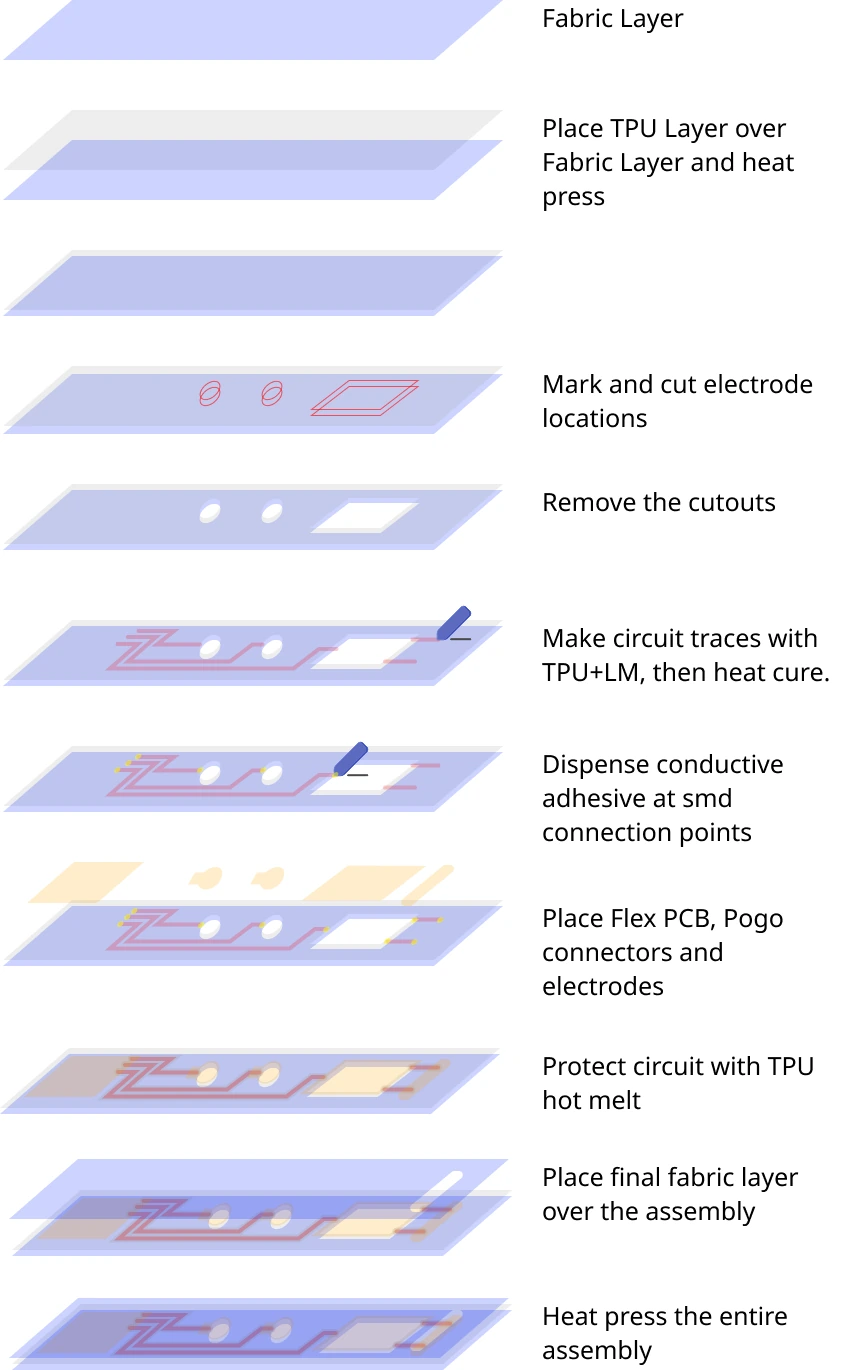 Fabric Layer
Place TPU Layer over
Fabric Layer and heat
press
Mark and cut electrode
locations
Remove the cutouts
Make circuit traces with
TPU+LM, then heat cure.
Dispense conductive
adhesive at smd
connection points
Place Flex PCB, Pogo
connectors and
electrodes
Protect circuit with TPU
hot melt
Place final fabric layer
over the assembly
Heat press the entire
assembly